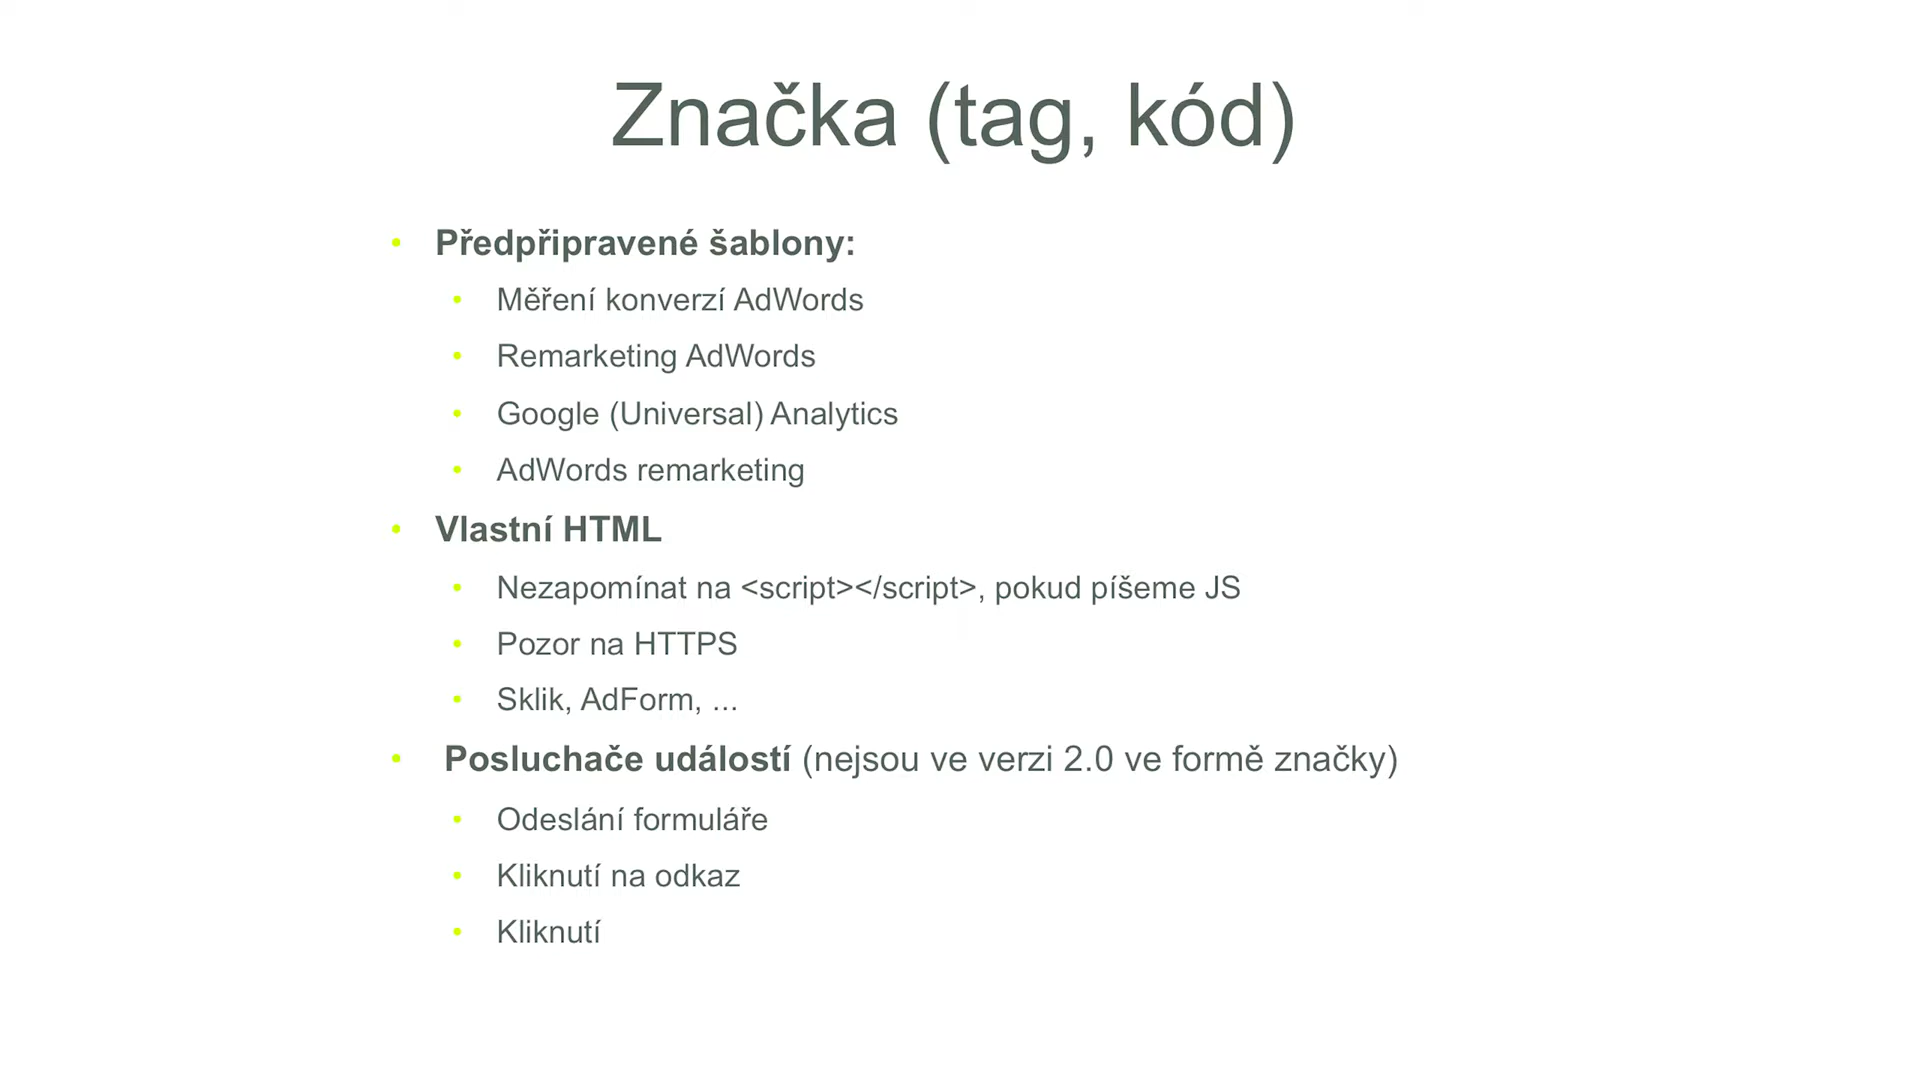 Značka (tag, kód)
• Předpřipravené šablony:
• Měření konverzí AdWords
• Remarketing AdWords
• Google (Universal) Analytics
• AdWords remarketing
• Vlastní HTML
• Nezapomínat na <script></script>, pokud píšeme JS
• Pozor na HTTPS
• Sklik, AdForm, ...
• Posluchače událostí (nejsou ve verzi 2.0 ve formě značky)
• Odeslání formuláře
• Kliknutí na odkaz
• Kliknutí